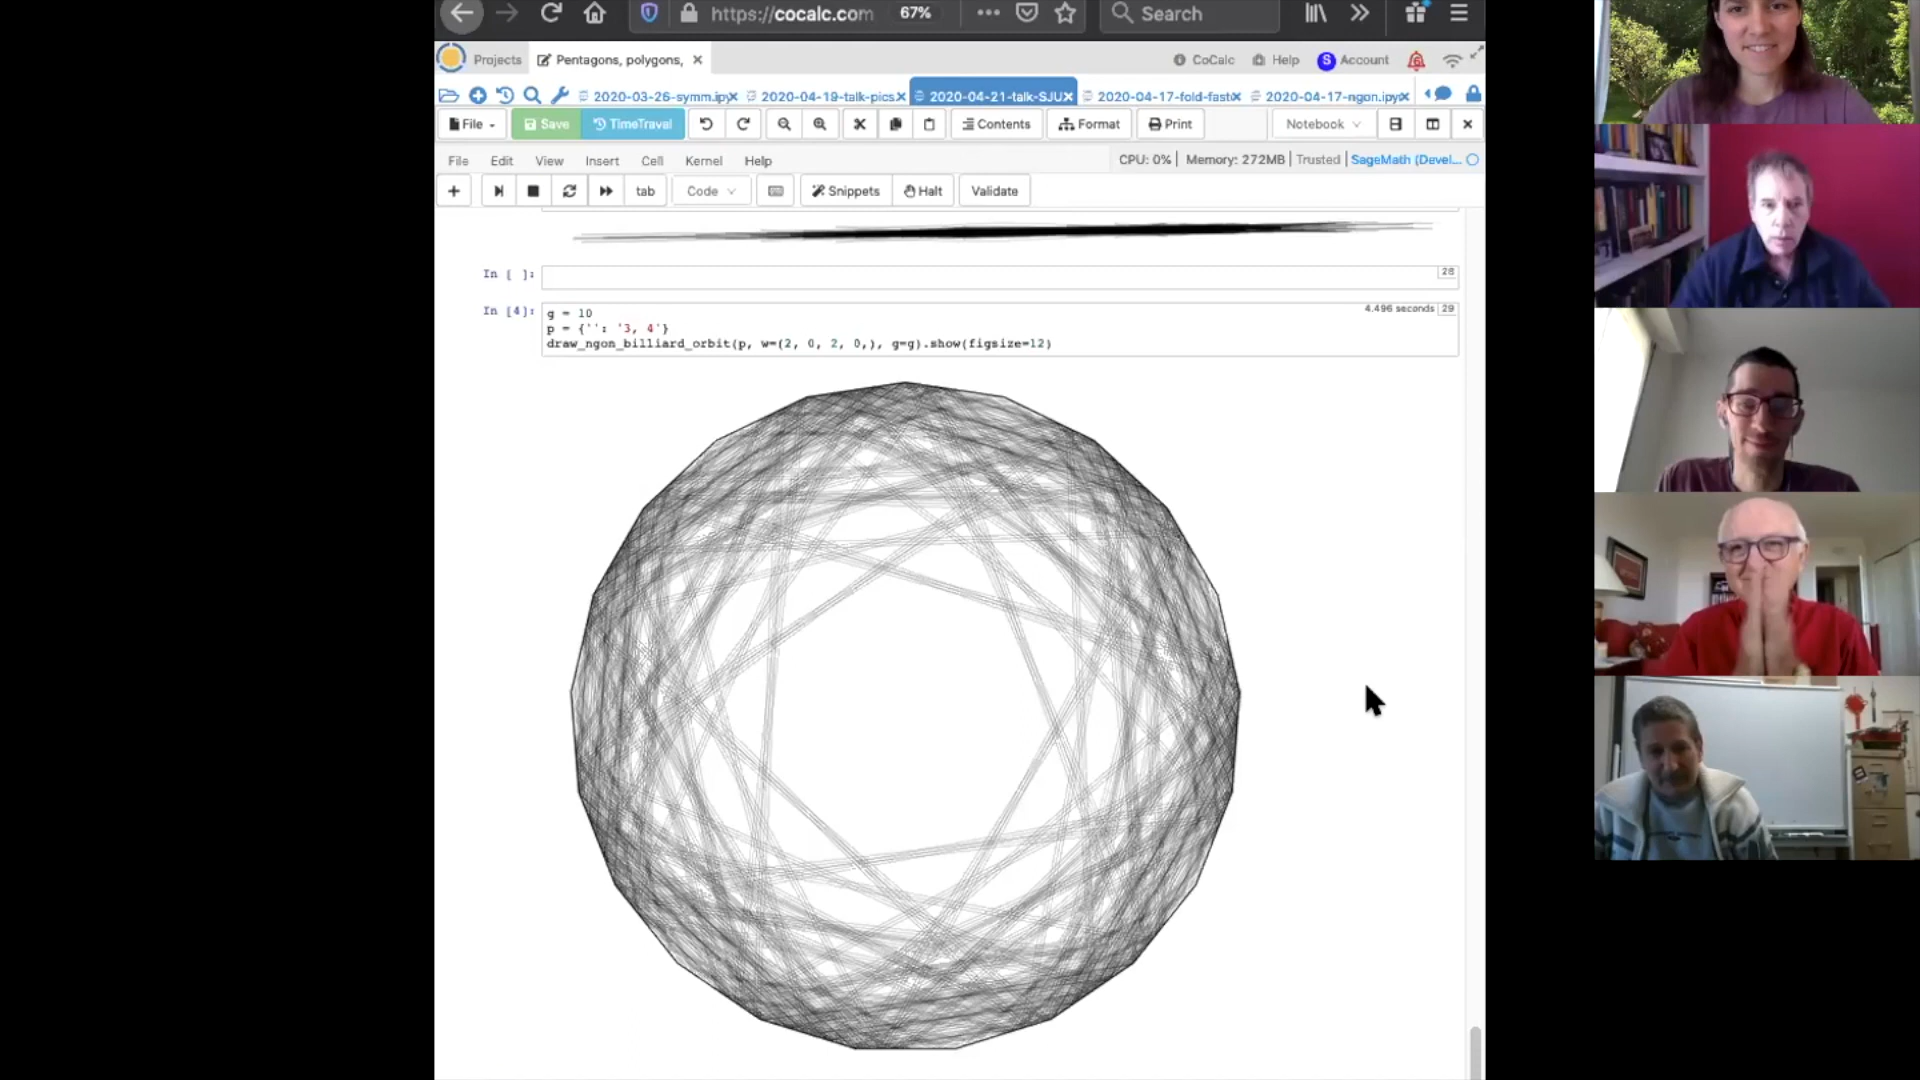 https://cocalc.com 67% Search
Projects Pentagons, polygons, CoCalc Help S Account
2020-03-26-symm.ipy 2020-04-19-talk-pics 2020-04-21-talk-SJU 2020-04-17-fold-fast 2020-04-17-ngon.ipy
File Save TimeTravel Contents Format Print Notebook
File Edit View Insert Cell Kernel Help CPU: 0% | Memory: 272MB | Trusted | SageMath (Devel...
tab Code Snippets Halt Validate
In [ ]: 28
In [4]: g = 10 4.496 seconds 29
p = {'': '3, 4'}
draw_ngon_billiard_orbit(p, w=(2, 0, 2, 0,), g=g).show(figsize=12)